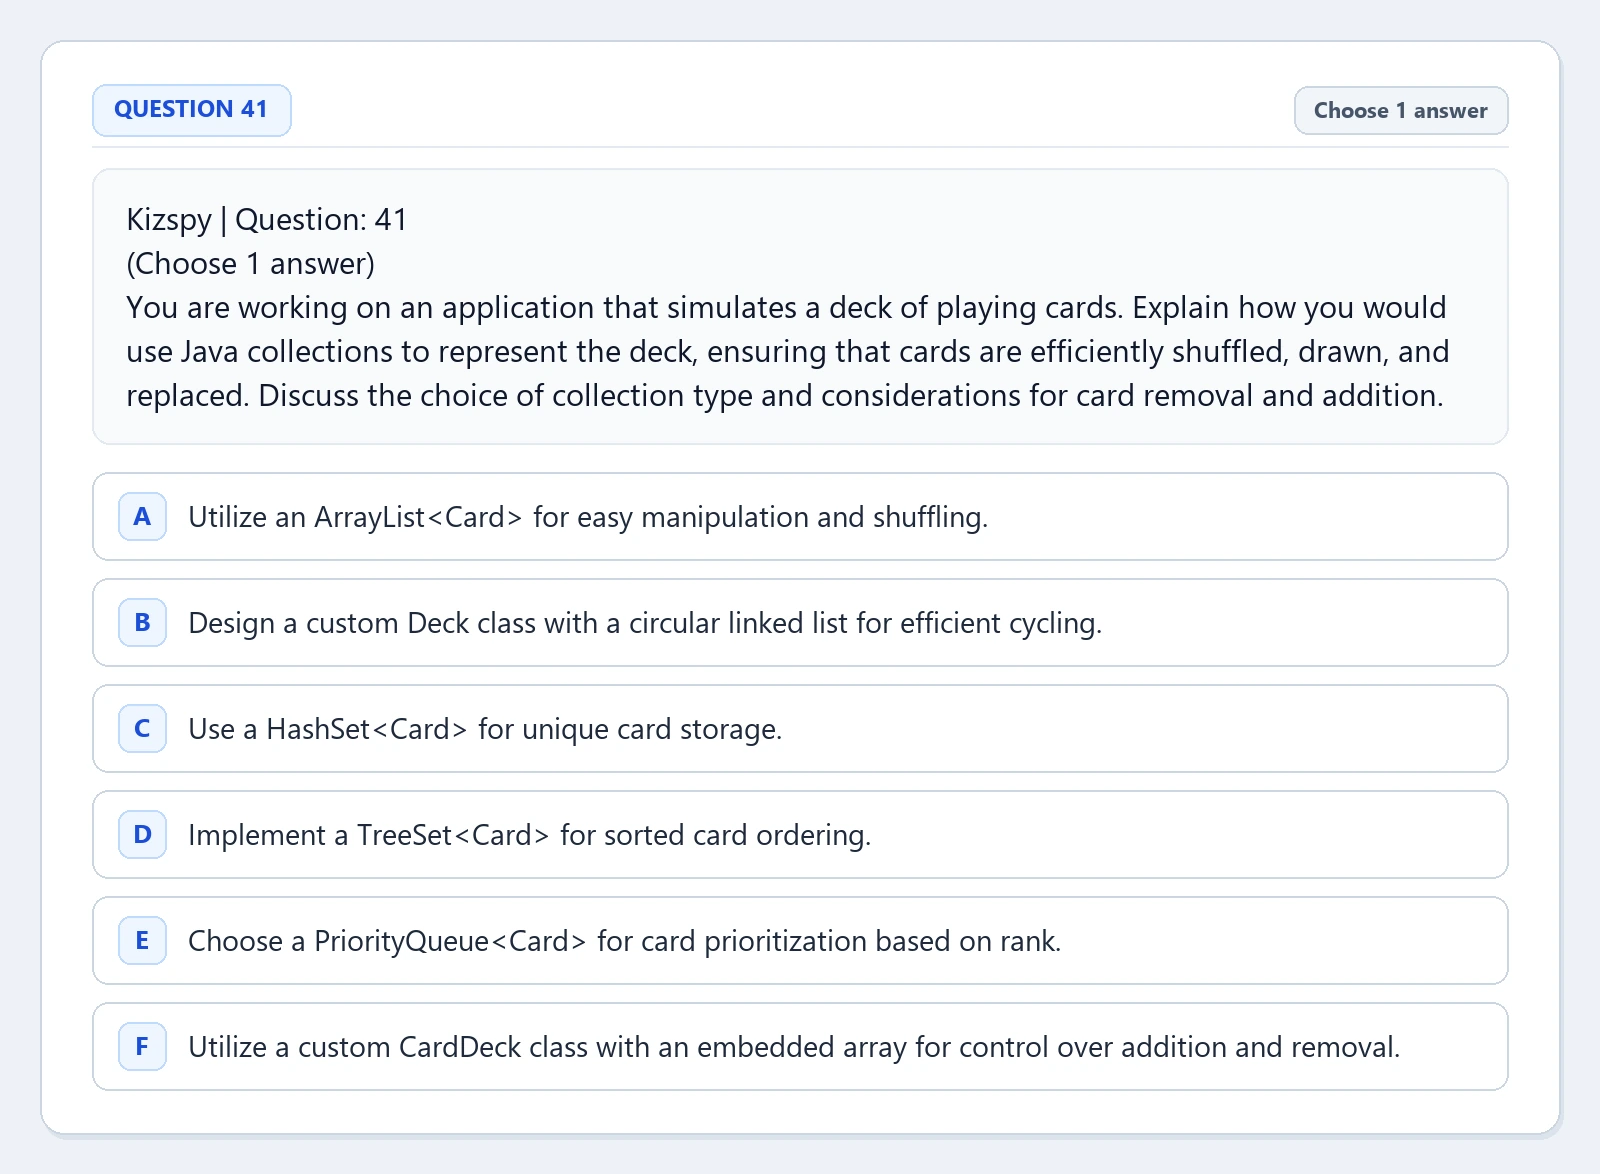 QUESTION 41
Choose 1 answer
Kizspy | Question: 41
(Choose 1 answer)
You are working on an application that simulates a deck of playing cards. Explain how you would
use Java collections to represent the deck, ensuring that cards are efficiently shuffled, drawn, and
replaced. Discuss the choice of collection type and considerations for card removal and addition.
A Utilize an ArrayList<Card> for easy manipulation and shuffling.
B Design a custom Deck class with a circular linked list for efficient cycling.
C Use a HashSet<Card> for unique card storage.
D Implement a TreeSet<Card> for sorted card ordering.
E Choose a PriorityQueue<Card> for card prioritization based on rank.
F Utilize a custom CardDeck class with an embedded array for control over addition and removal.